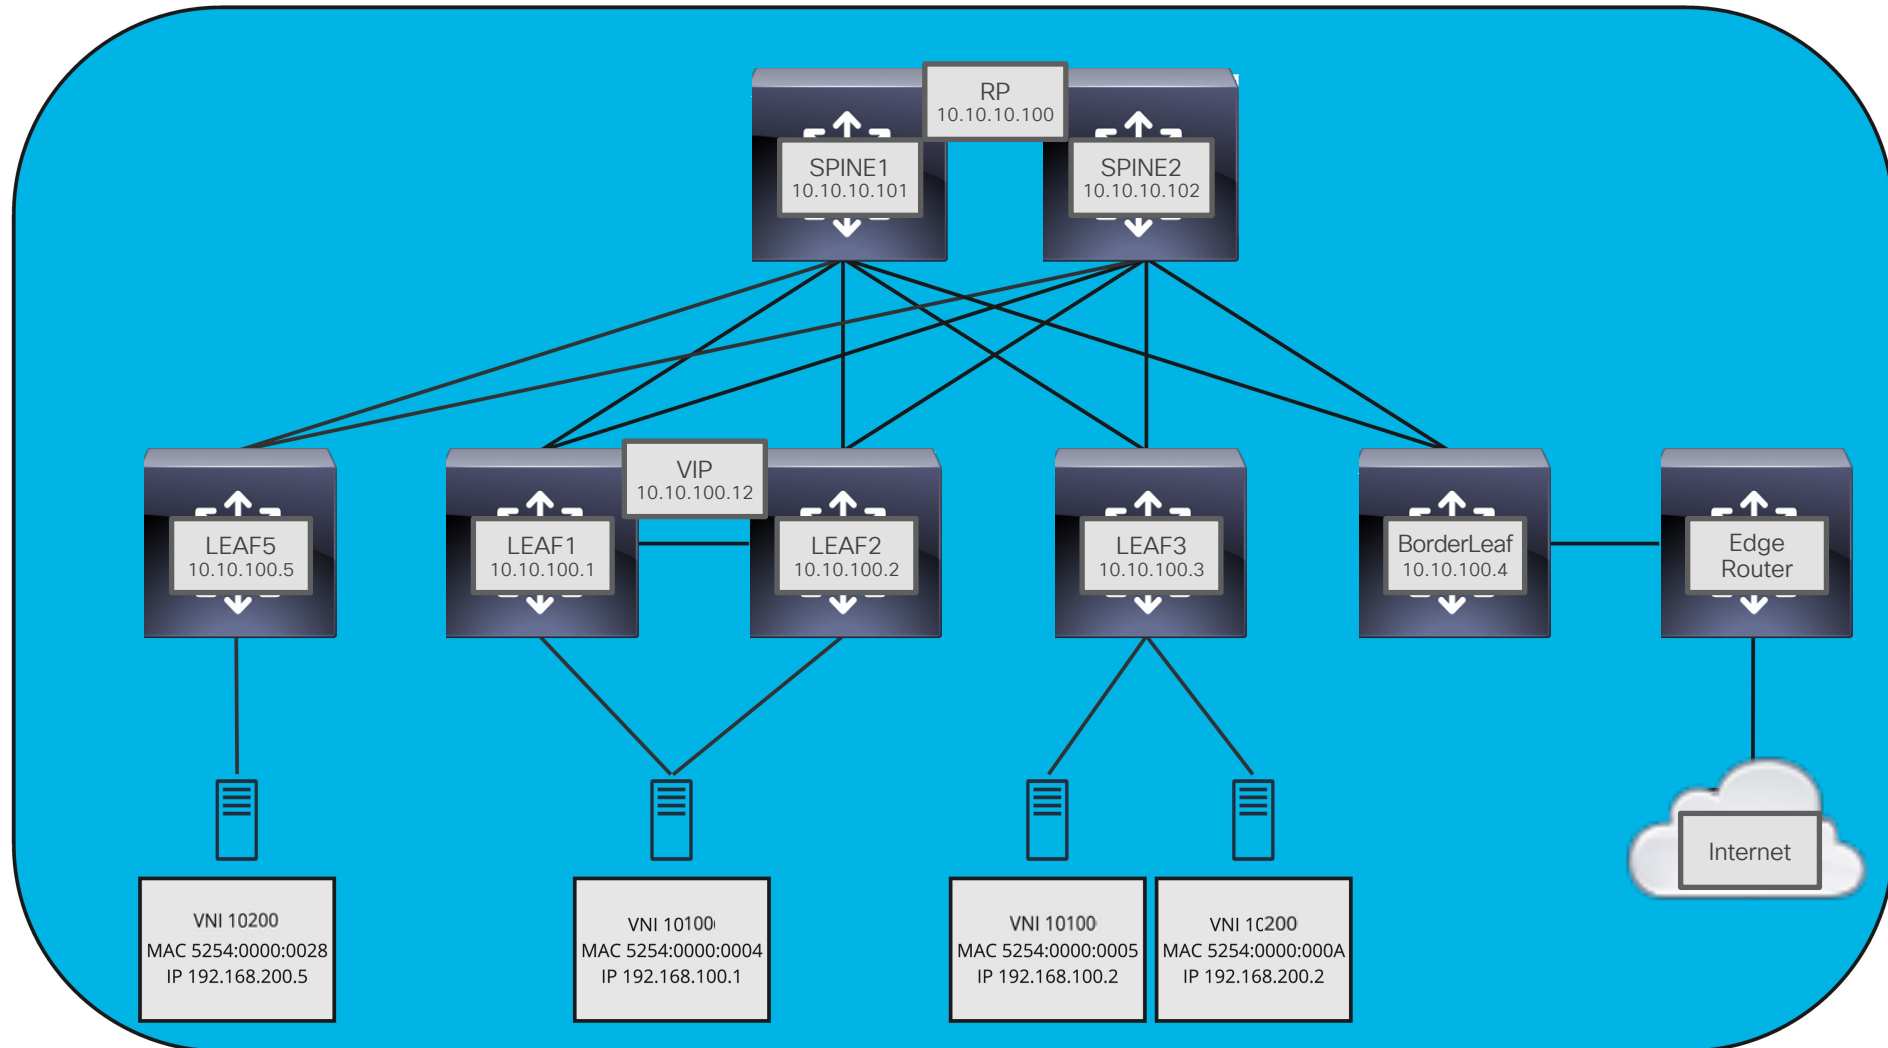 RP
10.10.10.100
SPINE1
10.10.10.101
SPINE2
10.10.10.102
VIP
10.10.100.12
LEAF5
10.10.100.5
LEAF1
10.10.100.1
LEAF2
10.10.100.2
LEAF3
10.10.100.3
BorderLeaf
10.10.100.4
Edge
Router
Internet
VNI 10200
MAC 5254:0000:0028
IP 192.168.200.5
VNI 10100
MAC 5254:0000:0004
IP 192.168.100.1
VNI 10100
MAC 5254:0000:0005
IP 192.168.100.2
VNI 10200
MAC 5254:0000:000A
IP 192.168.200.2